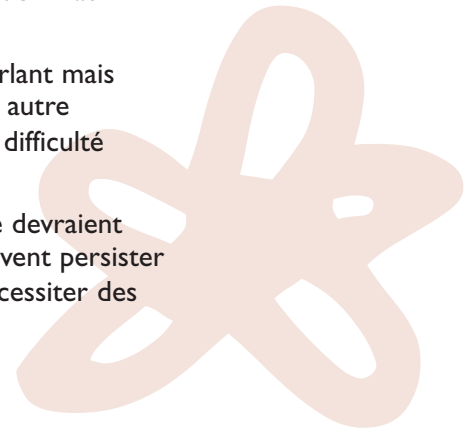 rlant mais
autre
difficulté
devraient
vent persister
cessiter des